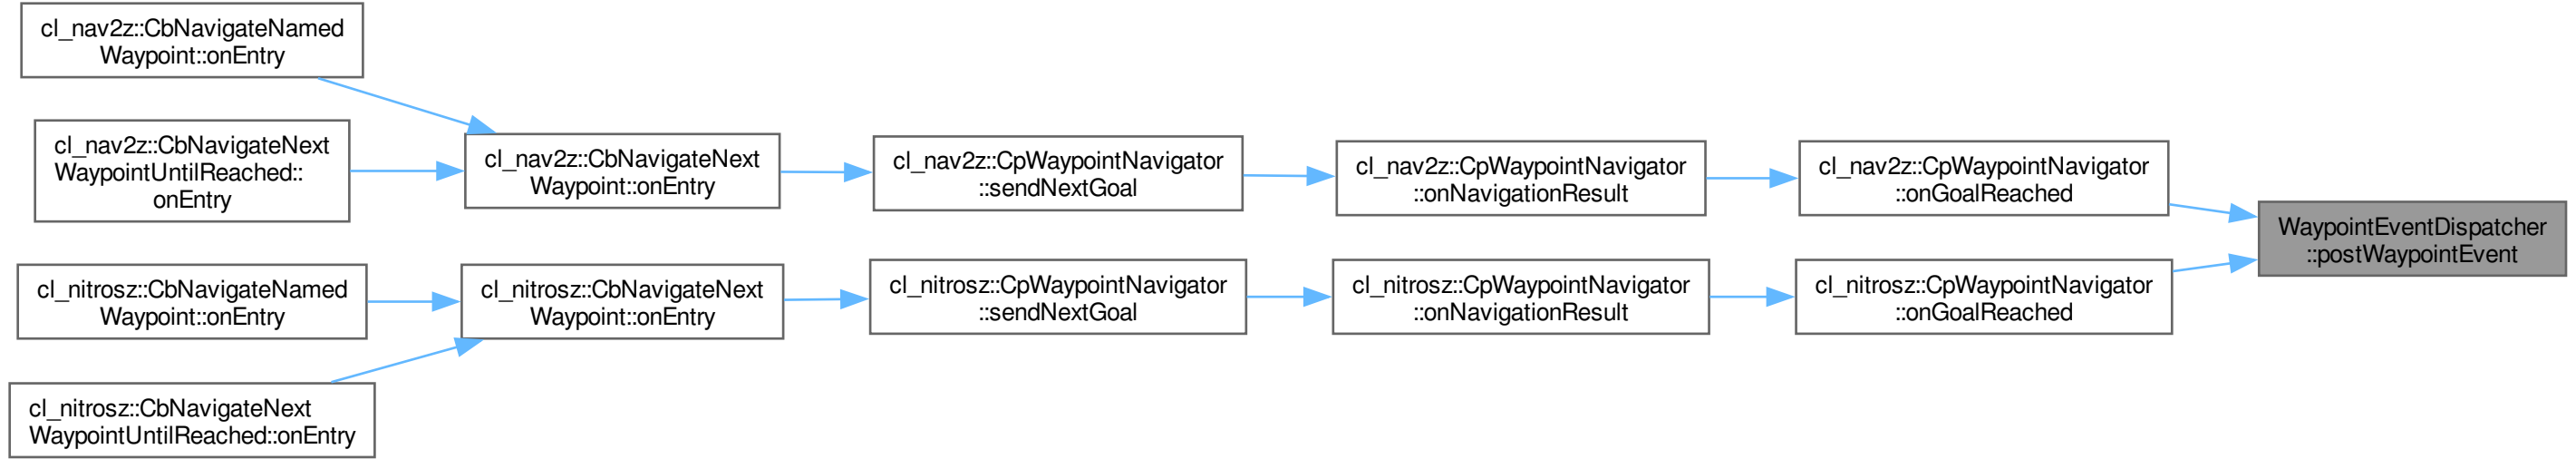 cl_nav2z::CbNavigateNamed
Waypoint::onEntry
cl_nav2z::CbNavigateNext
WaypointUntilReached::
onEntry
cl_nav2z::CbNavigateNext
Waypoint::onEntry
cl_nav2z::CpWaypointNavigator
::sendNextGoal
cl_nav2z::CpWaypointNavigator
::onNavigationResult
cl_nav2z::CpWaypointNavigator
::onGoalReached
WaypointEventDispatcher
::postWaypointEvent
cl_nitrosz::CbNavigateNamed
Waypoint::onEntry
cl_nitrosz::CbNavigateNext
Waypoint::onEntry
cl_nitrosz::CpWaypointNavigator
::sendNextGoal
cl_nitrosz::CpWaypointNavigator
::onNavigationResult
cl_nitrosz::CpWaypointNavigator
::onGoalReached
cl_nitrosz::CbNavigateNext
WaypointUntilReached::onEntry